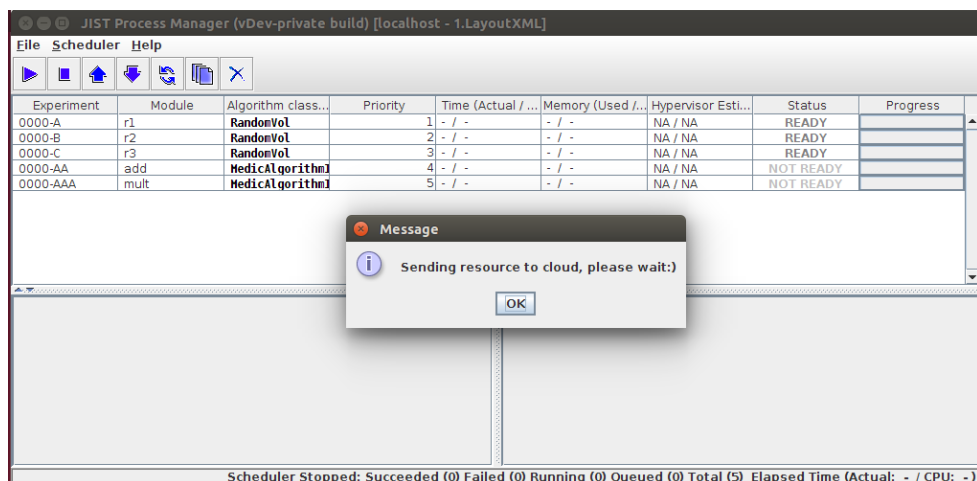 JIST Process Manager (vDev-private build) [localhost - 1.LayoutXML]
File Scheduler Help
Experiment Module Algorithm class... Priority Time (Actual / ... Memory (Used /... Hypervisor Esti... Status Progress
0000-A r1 RandomVol 1 - / - - / - NA / NA READY
0000-B r2 RandomVol 2 - / - - / - NA / NA READY
0000-C r3 RandomVol 3 - / - - / - NA / NA READY
0000-AA add MedicAlgorithmI 4 - / - - / - NA / NA NOT READY
0000-AAA mult MedicAlgorithmI 5 - / - - / - NA / NA NOT READY
Message
Sending resource to cloud, please wait:)
OK
Scheduler Stopped: Succeeded (0) Failed (0) Running (0) Queued (0) Total (5) Elapsed Time (Actual: - / CPU: -)